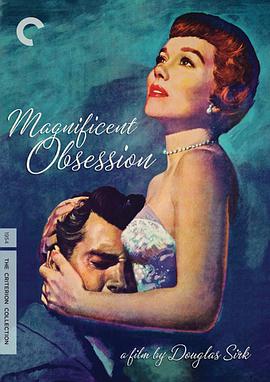 Magnificent
Obsession
1954
THE CRITERION COLLECTION
a film by Douglas Sirk